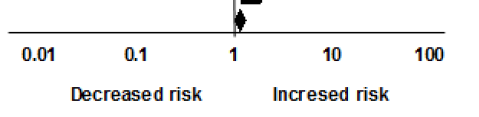 0.01 0.1 1 10 100
Decreased risk Incresed risk